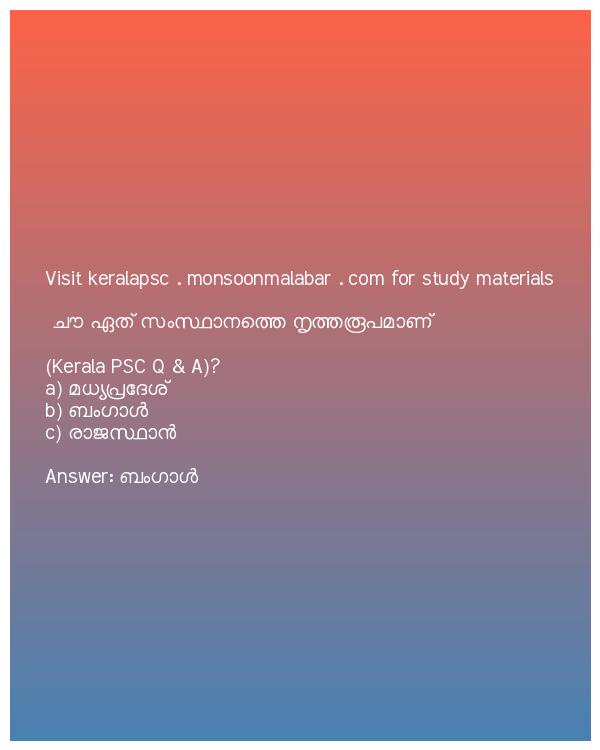 Visit keralapsc . monsoonmalabar . com for study materials
ചൗ ഏത് സംസ്ഥാനത്തെ നൃത്തരൂപമാണ്
(Kerala PSC Q & A)?
a) മധ്യപ്രദേശ്
b) ബംഗാൾ
c) രാജസ്ഥാൻ
Answer: ബംഗാൾ